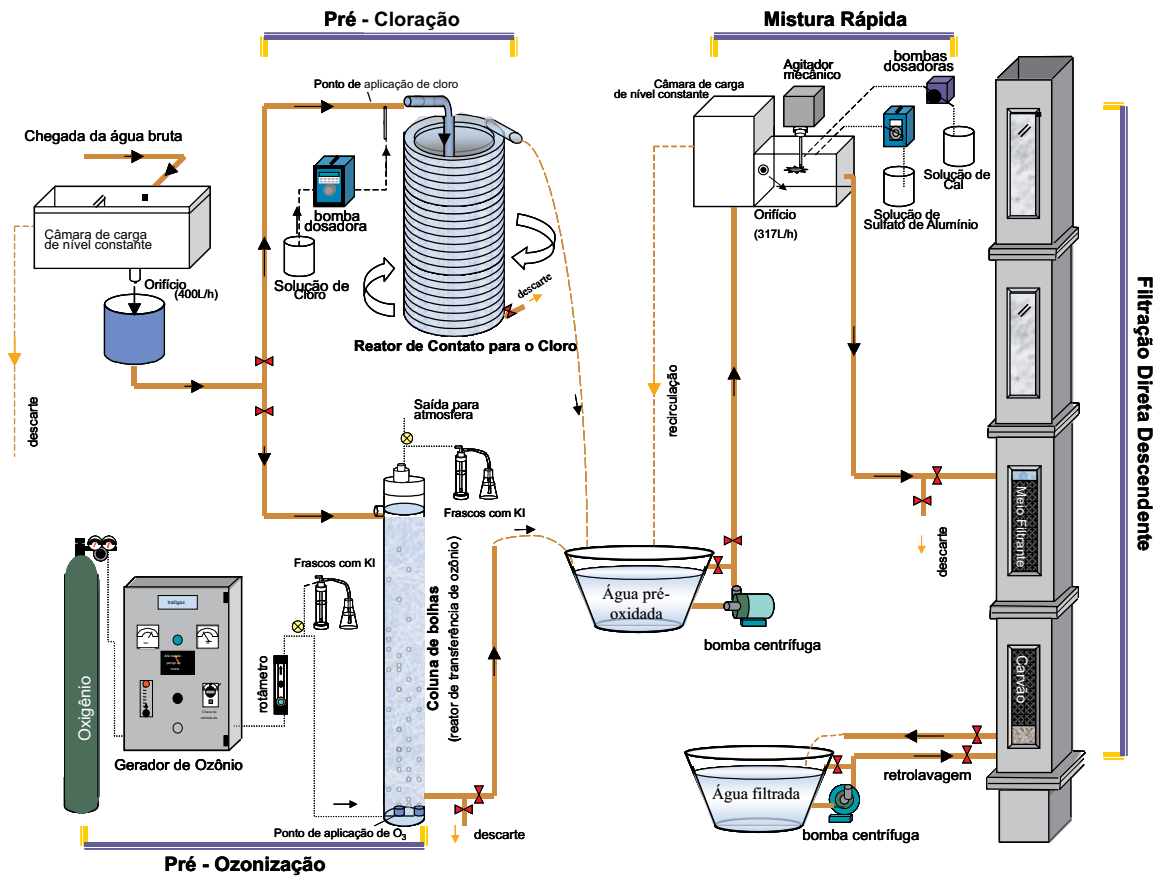 Pré - Cloração
Mistura Rápida
Ponto de aplicação de cloro
Câmara de carga
de nível constante
Agitador
mecânico
bombas
dosadoras
Chegada da água bruta
Câmara de carga
de nível constante
Orifício
(400L/h)
descarte
bomba
dosadora
Solução de
Cloro
descarte
Reator de Contato para o Cloro
Orifício
(317L/h)
Solução de
Cal
Solução de
Sulfato de Alumínio
recirculação
Filtração Direta Descendente
Saída para
atmosfera
Frascos com KI
Meio Filtrante
descarte
Frascos com KI
trailigaz
Oxigênio
Gerador de Ozônio
rotâmetro
Coluna de bolhas
(reator de transferência de ozônio)
Água pré-
oxidada
bomba centrífuga
Carvão
retrolavagem
Água filtrada
bomba centrífuga
Ponto de aplicação de O3
descarte
Pré - Ozonização